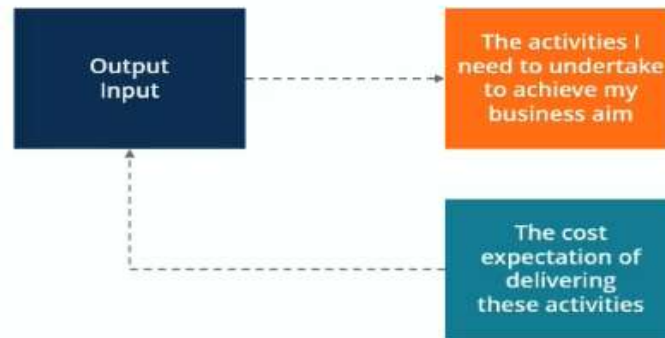 Output
Input
The activities I
need to undertake
to achieve my
business aim
The cost
expectation of
delivering
these activities